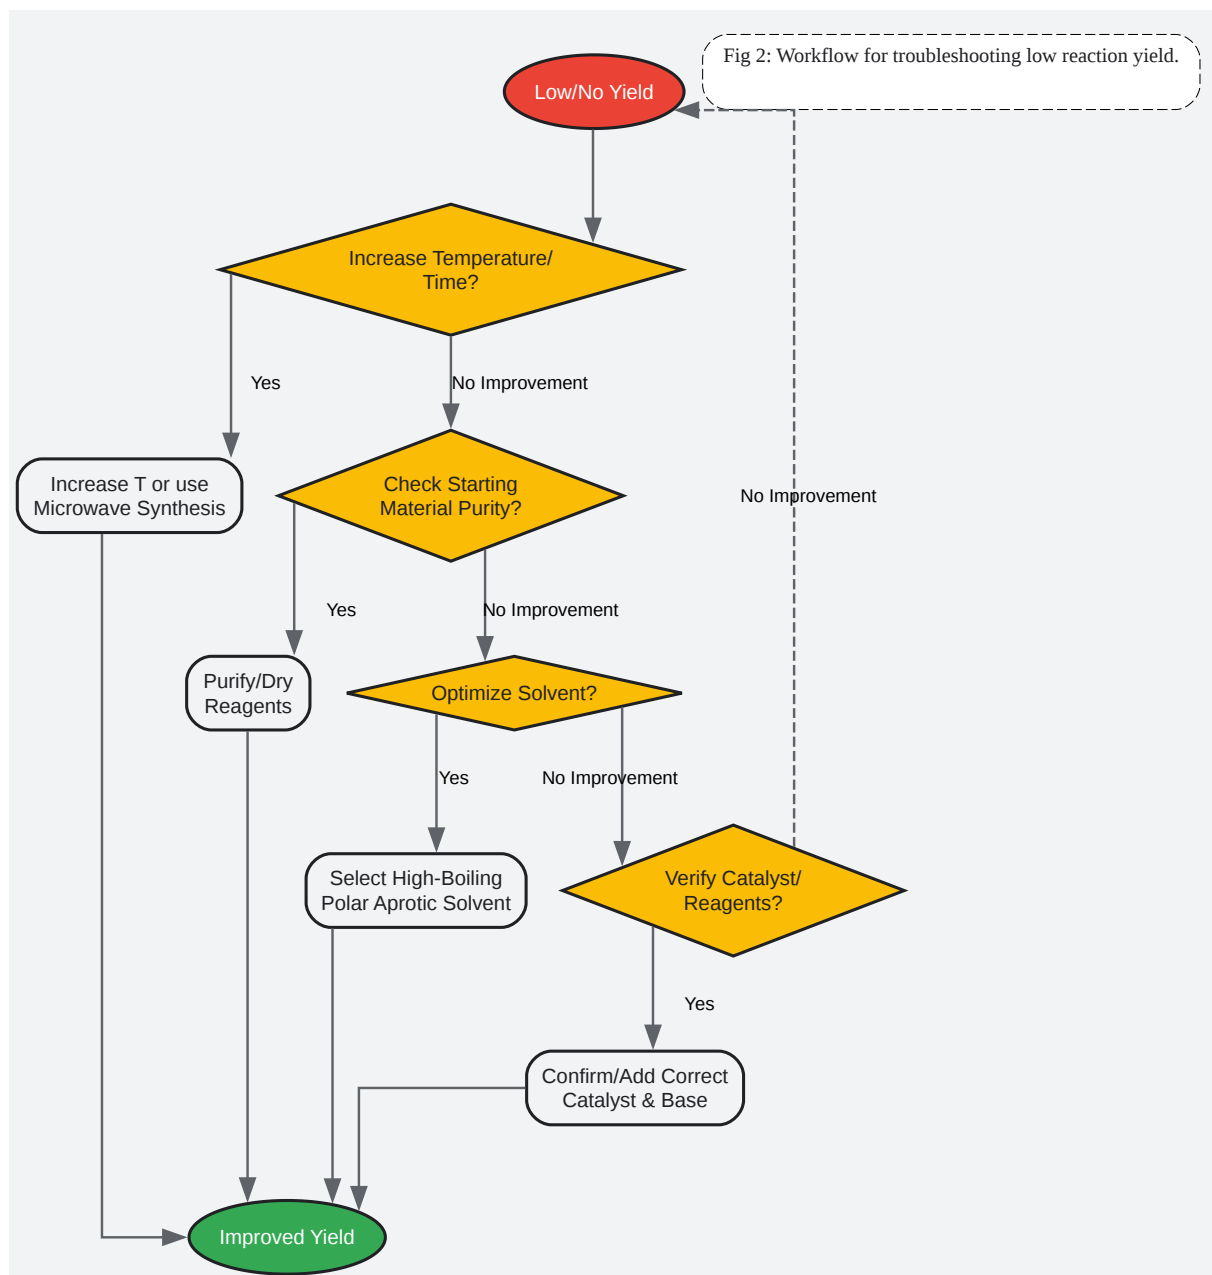 Fig 2: Workflow for troubleshooting low reaction yield.
Low/No Yield
Increase Temperature/
Time?
Yes
No Improvement
Increase T or use
Microwave Synthesis
Check Starting
Material Purity?
No Improvement
Yes
No Improvement
Purify/Dry
Reagents
Optimize Solvent?
Yes
No Improvement
Select High-Boiling
Polar Aprotic Solvent
Verify Catalyst/
Reagents?
Yes
Confirm/Add Correct
Catalyst & Base
Improved Yield